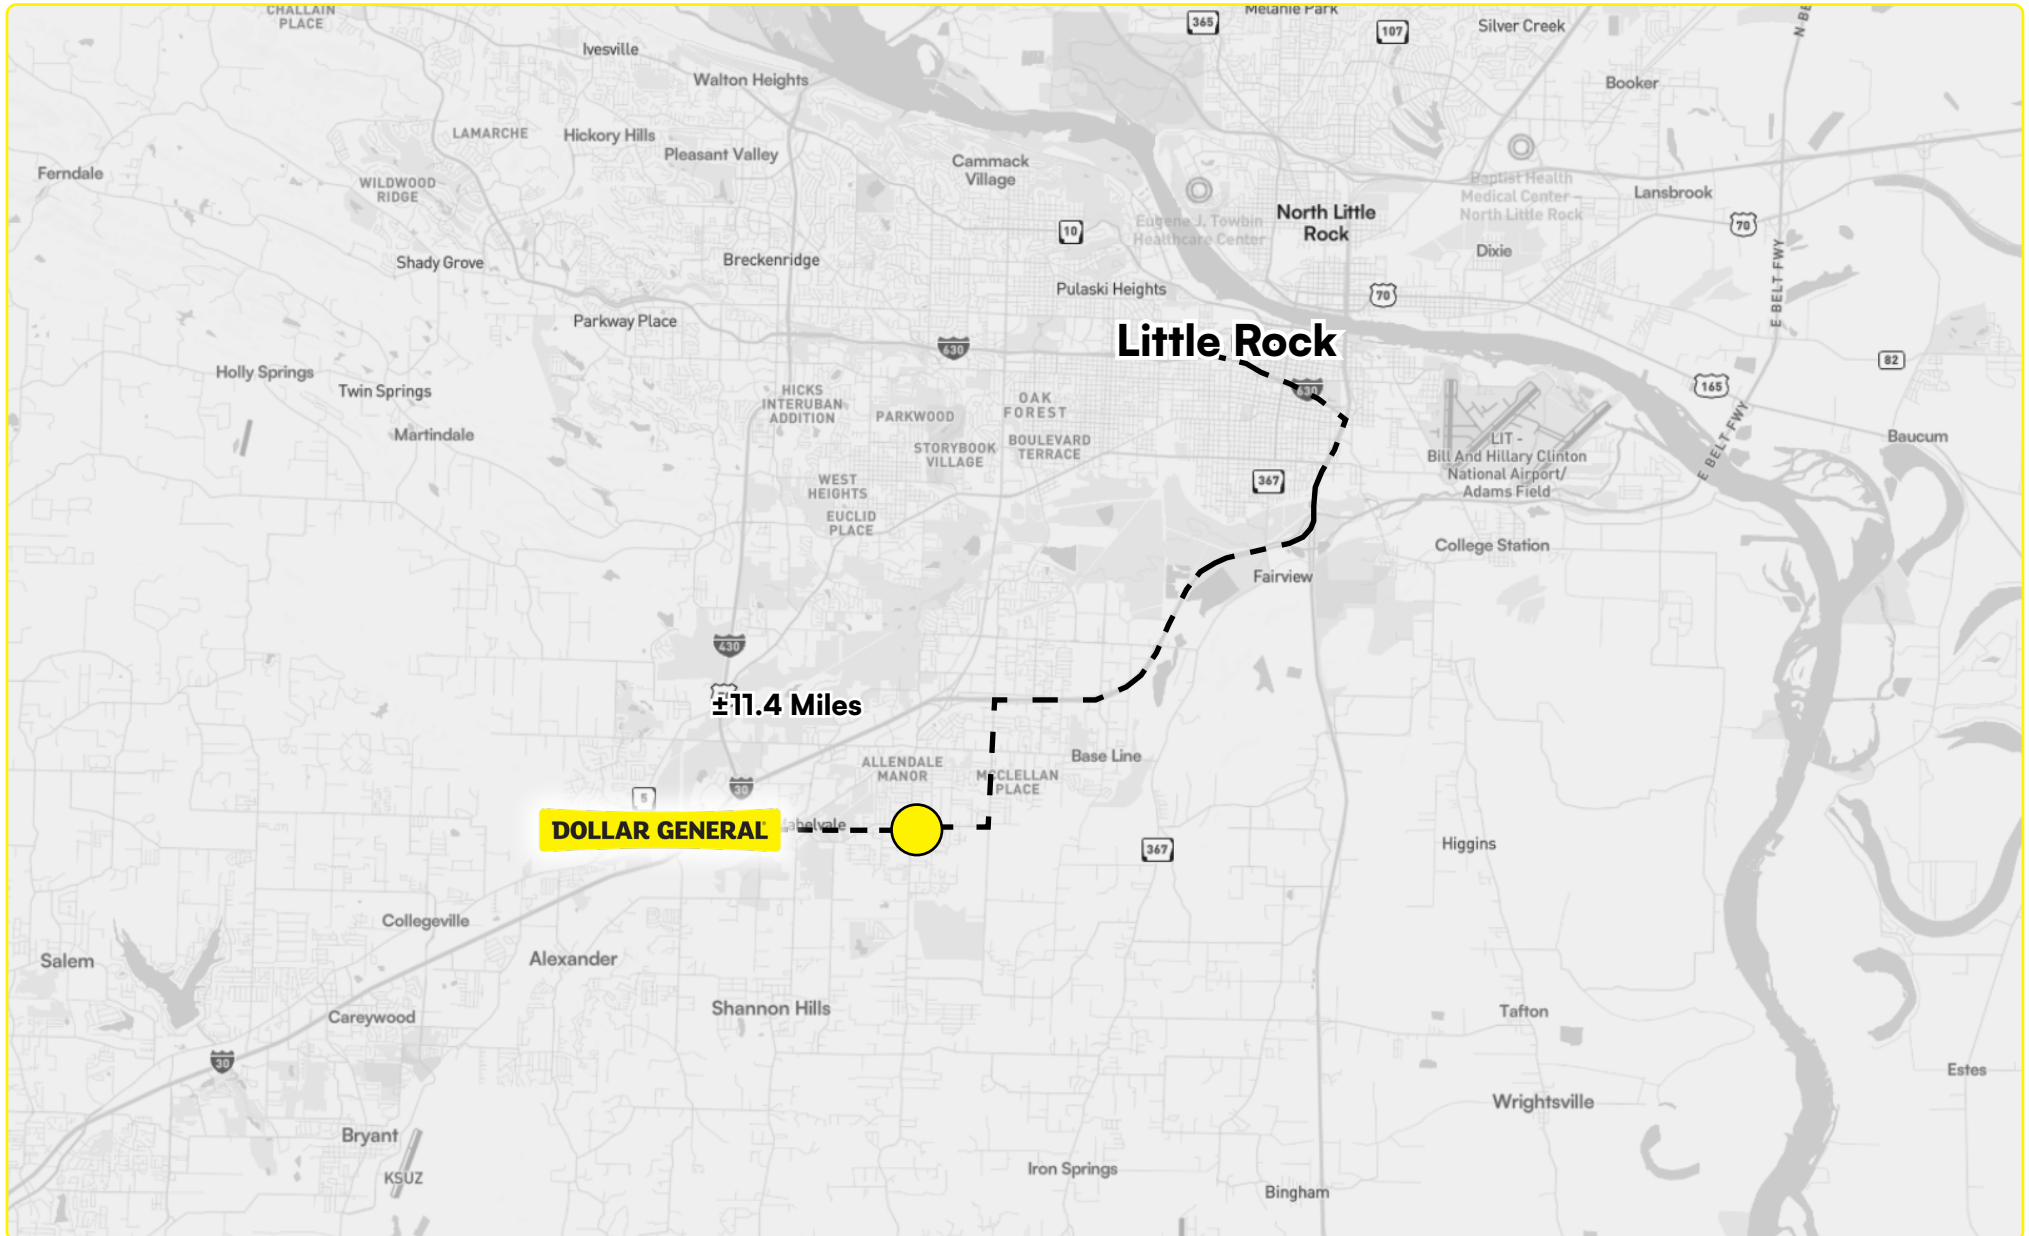 CHALLAIN
PLACE
Melanie Park
365
107
Silver Creek
N BE
Ivesville
Walton Heights
Booker
LAMARCHE
Hickory Hills
Pleasant Valley
Cammack
Village
Ferndale
WILDWOOD
RIDGE
Baptist Health
Medical Center -
North Little Rock
Lansbrook
Eugene J. Towbin
Healthcare Center
North Little
Rock
10
70
Dixie
Shady Grove
Breckenridge
E BELT FWY
Pulaski Heights
70
Parkway Place
Little Rock
630
82
Holly Springs
Twin Springs
630
165
HICKS
INTERURBAN
ADDITION
OAK
FOREST
PARKWOOD
Martindale
STORYBOOK
VILLAGE
BOULEVARD
TERRACE
LIT -
Bill And Hillary Clinton
National Airport/
Adams Field
E BELT FWY
Baucum
WEST
HEIGHTS
367
EUCLID
PLACE
College Station
Fairview
430
±11.4 Miles
ALLENDALE
MANOR
MCCLELLAN
PLACE
Base Line
30
5
DOLLAR GENERAL
abelvale
367
Higgins
Collegeville
Salem
Alexander
Shannon Hills
Careywood
Tafton
30
Estes
Wrightsville
Bryant
KSUZ
Iron Springs
Bingham